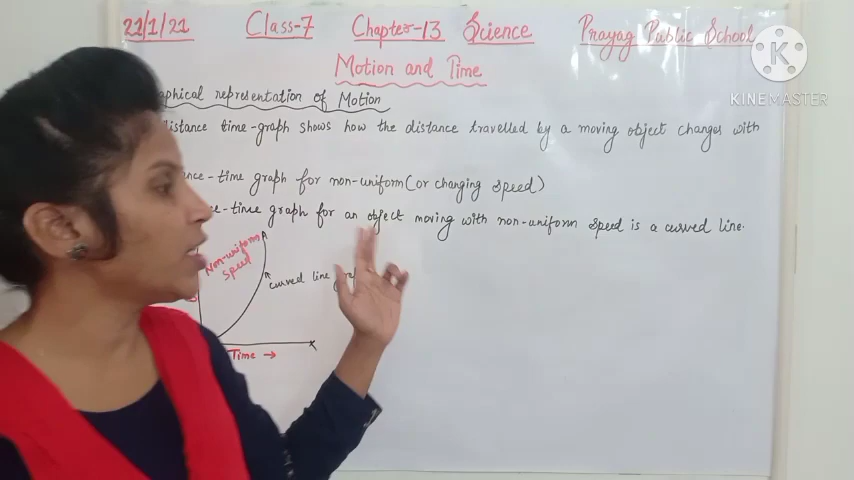 22/1/21 Class-7 Chapter-13 Science Prayag Public School
K
KINEMASTER
Motion and Time
aphical representation of Motion
distance time-graph shows how the distance travelled by a moving object changes with
ance-time graph for non-uniform (or changing speed)
e-time graph for an object moving with non-uniform speed is a curved line.
A
Non-uniform
speed
curved line
Time → X